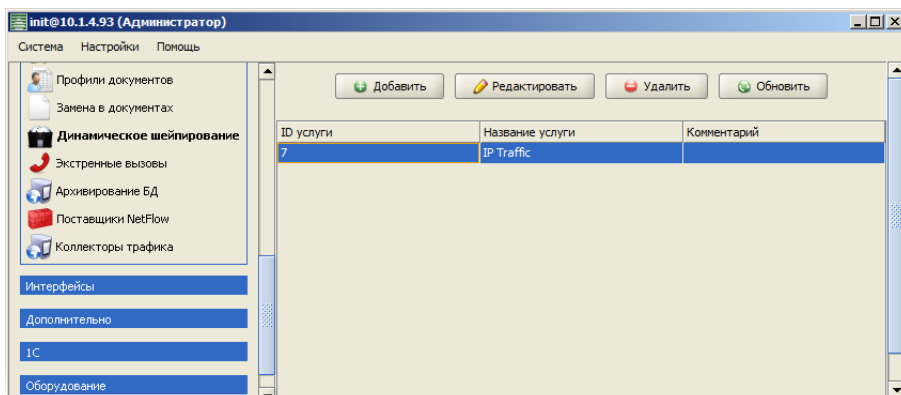 init@10.1.4.93 (Администратор)
Система Настройки Помощь
Профили документов
Замена в документах
Динамическое шейпирование
Экстренные вызовы
Архивирование БД
Поставщики NetFlow
Коллекторы трафика
Интерфейсы
Дополнительно
1С
Оборудование
Добавить Редактировать Удалить Обновить
ID услуги Название услуги Комментарий
7 IP Traffic